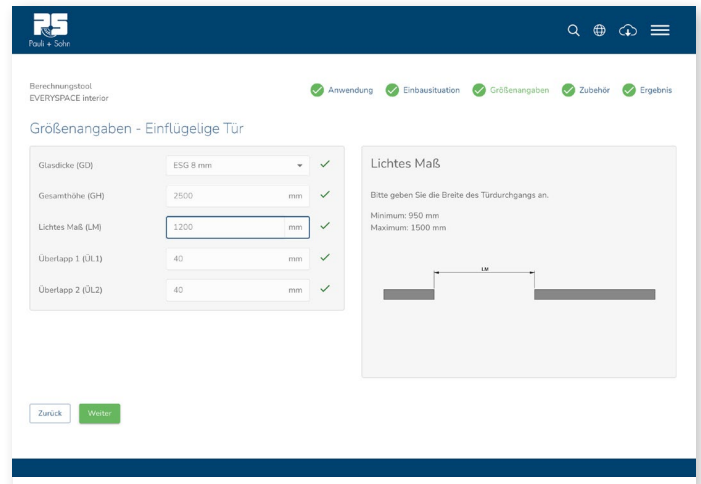 PS
Pauli + Sohn
Berechnungstool
EVERYSPACE interior
Anwendung Einbausituation Größenangaben Zubehör Ergebnis
Größenangaben - Einflügelige Tür
Glasdicke (GD) ESG 8 mm
Gesamthöhe (GH) 2500 mm
Lichtes Maß (LM) 1200 mm
Überlapp 1 (ÜL1) 40 mm
Überlapp 2 (ÜL2) 40 mm
Lichtes Maß
Bitte geben Sie die Breite des Türdurchgangs an.
Minimum: 950 mm
Maximum: 1500 mm
LM
Zurück Weiter